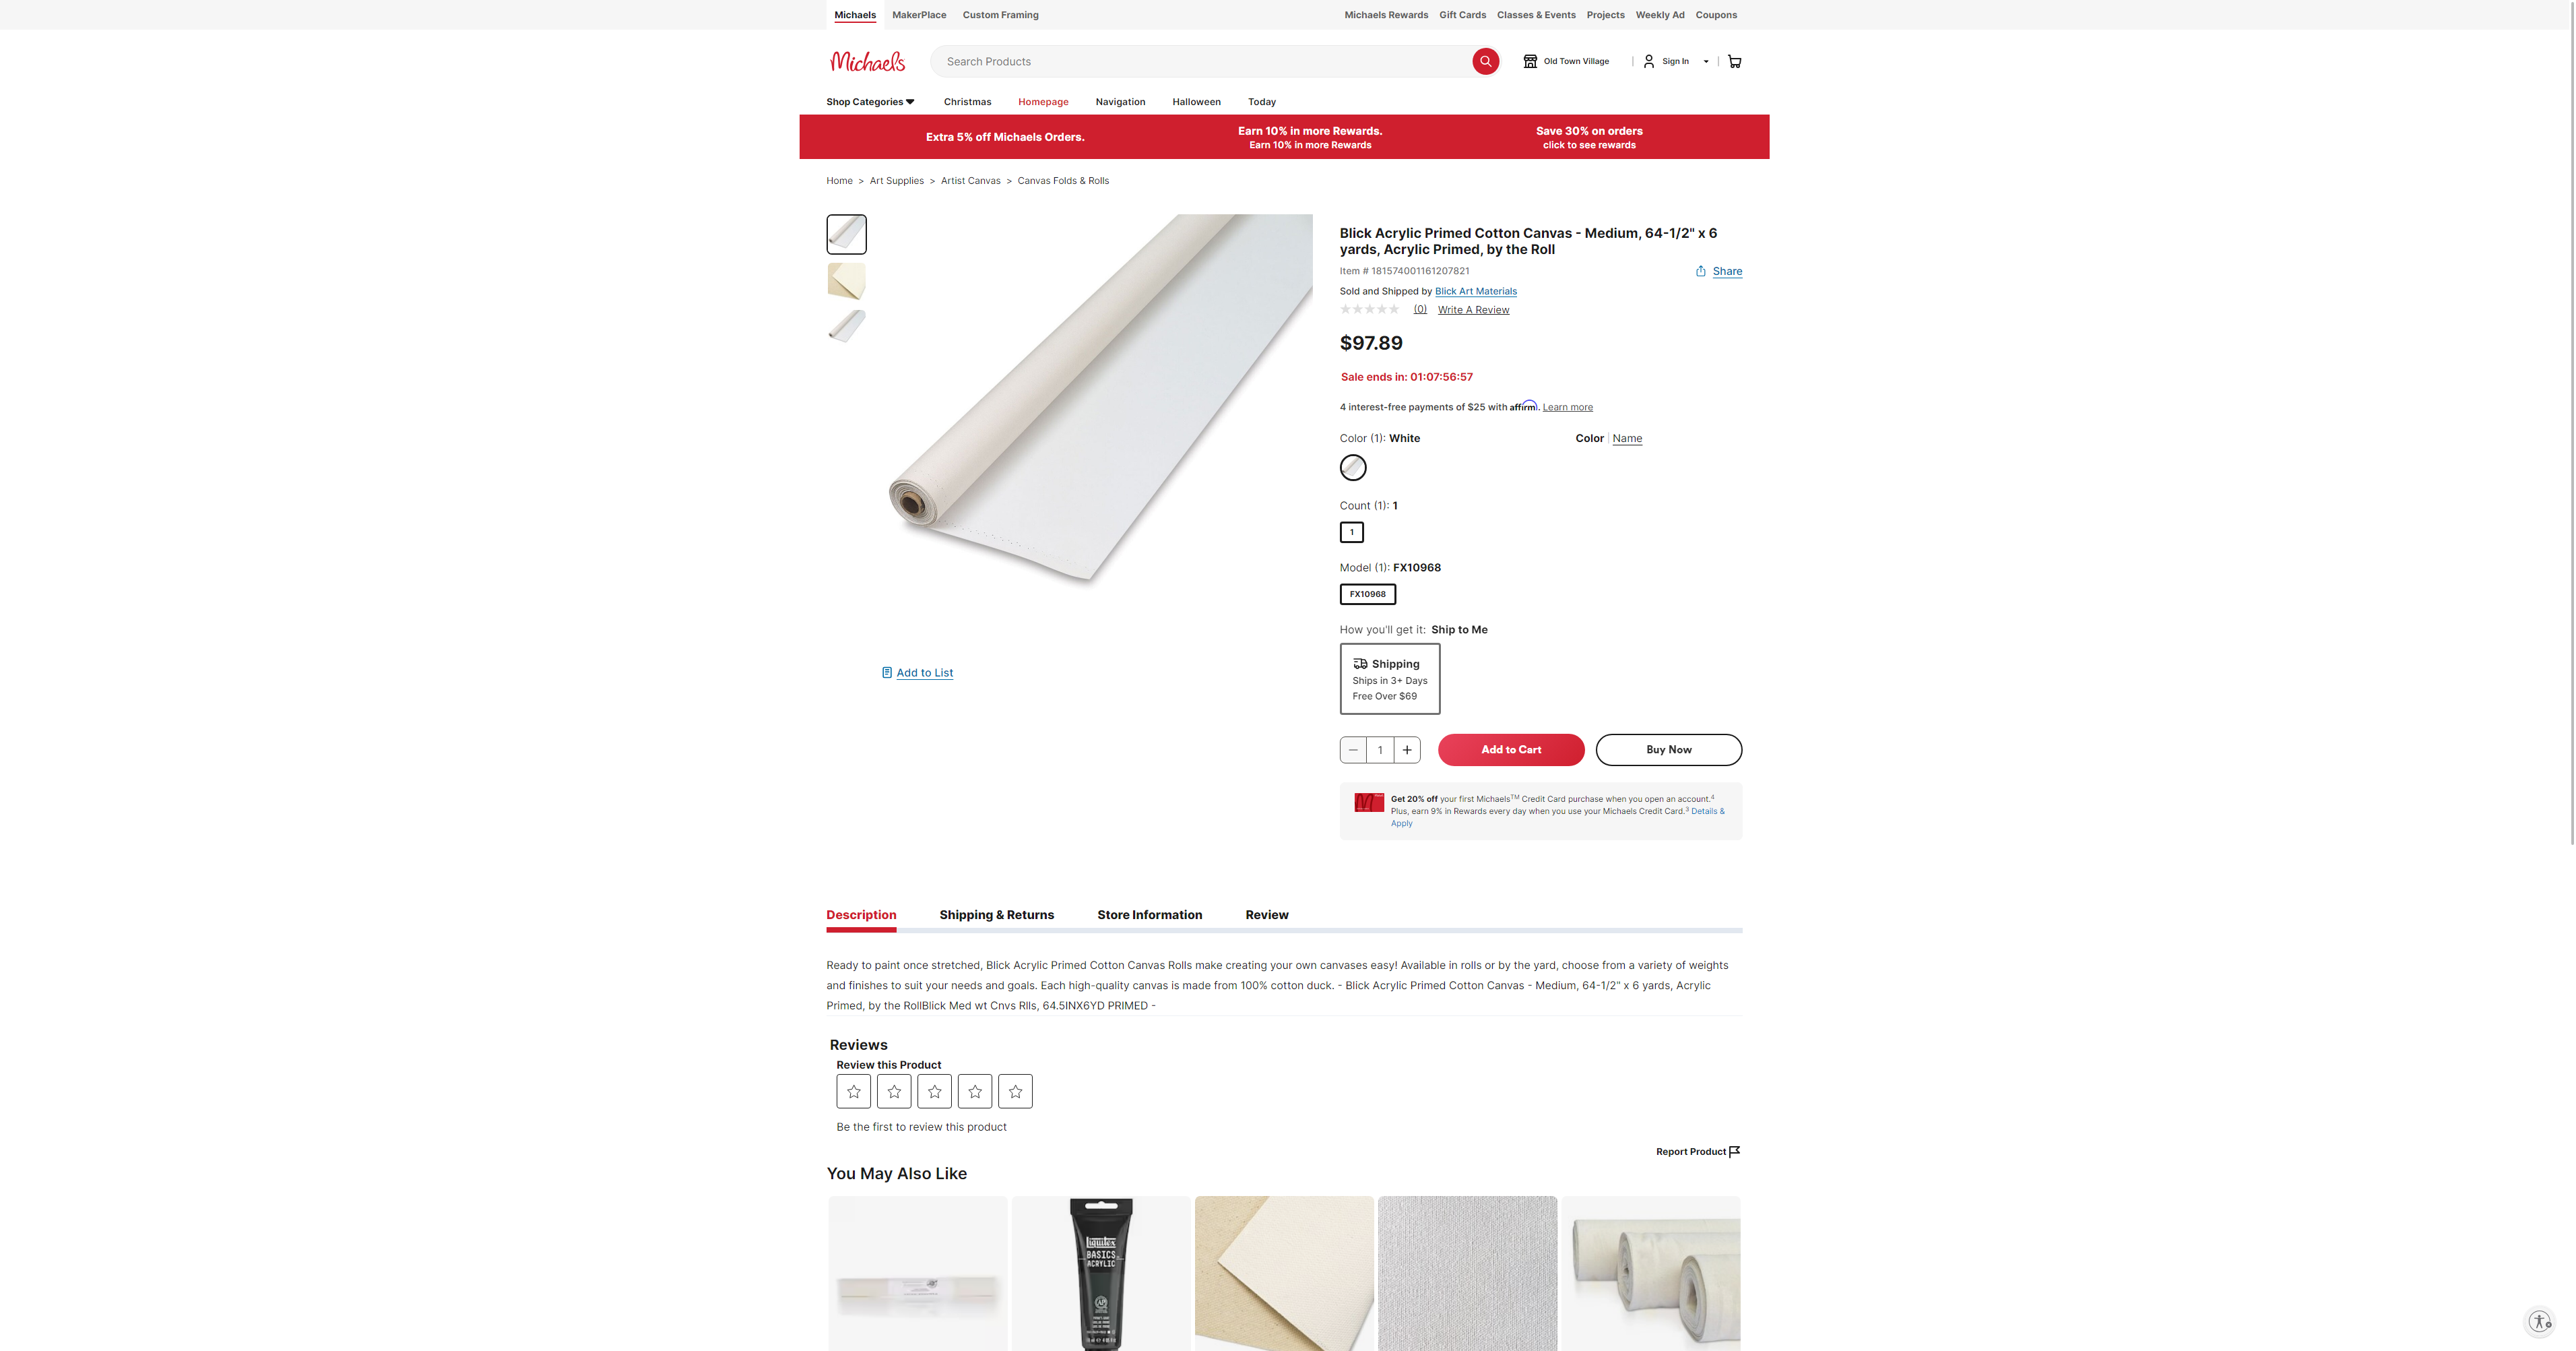 Michaels MakerPlace Custom Framing Michaels Rewards Gift Cards Classes & Events Projects Weekly Ad Coupons
Michaels Search Products Old Town Village | Sign In |
Shop Categories Christmas Homepage Navigation Halloween Today
Extra 5% off Michaels Orders.
Earn 10% in more Rewards.
Earn 10% in more Rewards
Save 30% on orders
click to see rewards
Home > Art Supplies > Artist Canvas > Canvas Folds & Rolls
Blick Acrylic Primed Cotton Canvas - Medium, 64-1/2" x 6
yards, Acrylic Primed, by the Roll
Item # 181574001161207821
Share
Sold and Shipped by Blick Art Materials
(0) Write A Review
$97.89
Sale ends in: 01:07:56:57
4 interest-free payments of $25 with affirm. Learn more
Color (1): White Color | Name
Count (1): 1
1
Model (1): FX10968
FX10968
How you'll get it: Ship to Me
Shipping
Ships in 3+ Days
Free Over $69
Add to List
1 Add to Cart Buy Now
Get 20% off your first Michaels™ Credit Card purchase when you open an account.⁴
Plus, earn 9% in Rewards every day when you use your Michaels Credit Card.³ Details &
Apply
Description Shipping & Returns Store Information Review
Ready to paint once stretched, Blick Acrylic Primed Cotton Canvas Rolls make creating your own canvases easy! Available in rolls or by the yard, choose from a variety of weights
and finishes to suit your needs and goals. Each high-quality canvas is made from 100% cotton duck. - Blick Acrylic Primed Cotton Canvas - Medium, 64-1/2" x 6 yards, Acrylic
Primed, by the RollBlick Med wt Cnvs Rlls, 64.5INX6YD PRIMED -
Reviews
Review this Product
Be the first to review this product
Report Product
You May Also Like
Liquitex
BASICS
ACRYLIC